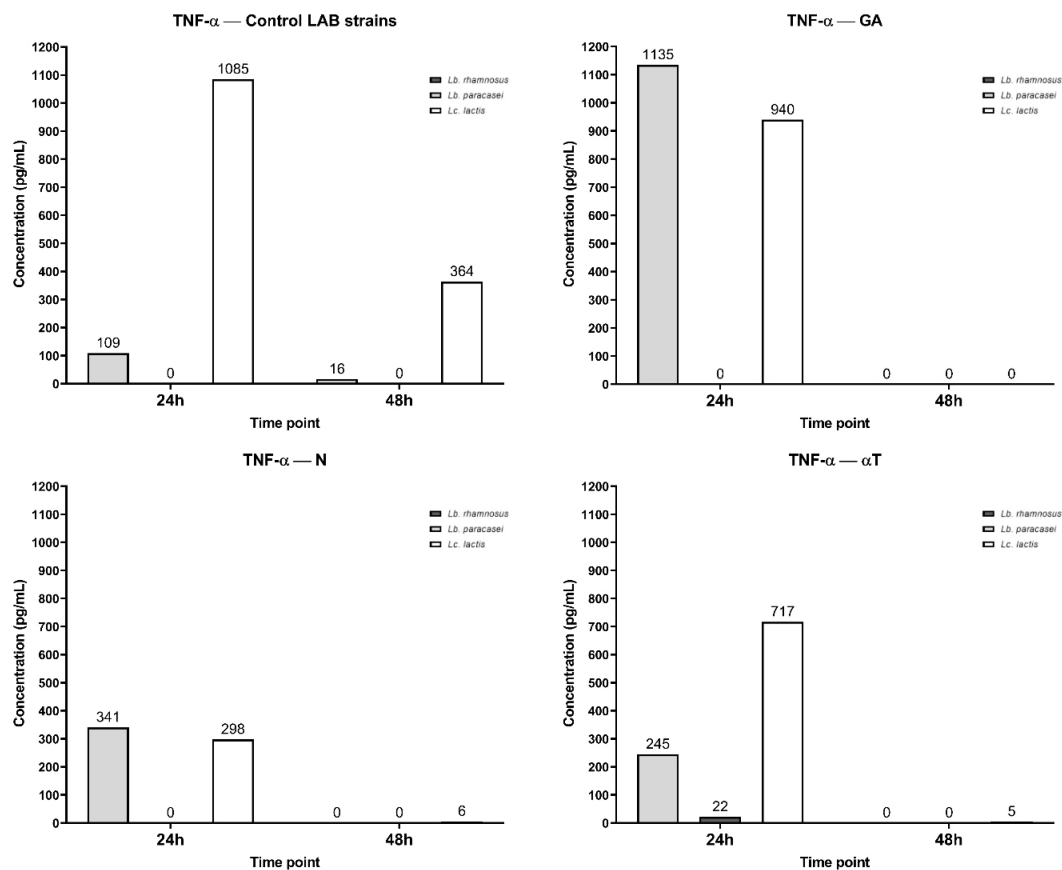 TNF-α — Control LAB strains
1200
1100
1000
900
800
700
600
500
400
300
200
100
0
Concentration (pg/mL)
109
0
1085
16
0
364
Lb. rhamnosus
Lb. paracasei
Lc. lactis
24h
48h
Time point
TNF-α — GA
1200
1100
1000
900
800
700
600
500
400
300
200
100
0
Concentration (pg/mL)
1135
0
940
0
0
0
Lb. rhamnosus
Lb. paracasei
Lc. lactis
24h
48h
Time point
TNF-α — N
1200
1100
1000
900
800
700
600
500
400
300
200
100
0
Concentration (pg/mL)
341
0
298
0
0
6
Lb. rhamnosus
Lb. paracasei
Lc. lactis
24h
48h
Time point
TNF-α — αT
1200
1100
1000
900
800
700
600
500
400
300
200
100
0
Concentration (pg/mL)
245
22
717
0
0
5
Lb. rhamnosus
Lb. paracasei
Lc. lactis
24h
48h
Time point